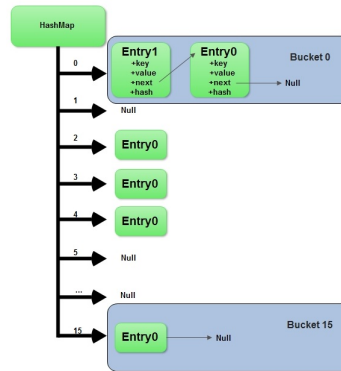 HashMap
0
Entry1
+key
+value
+next
+hash
Entry0
+key
+value
+next
+hash
Null
Bucket 0
1
Null
2
Entry0
3
Entry0
4
Entry0
5
Null
...
Null
15
Entry0
Null
Bucket 15